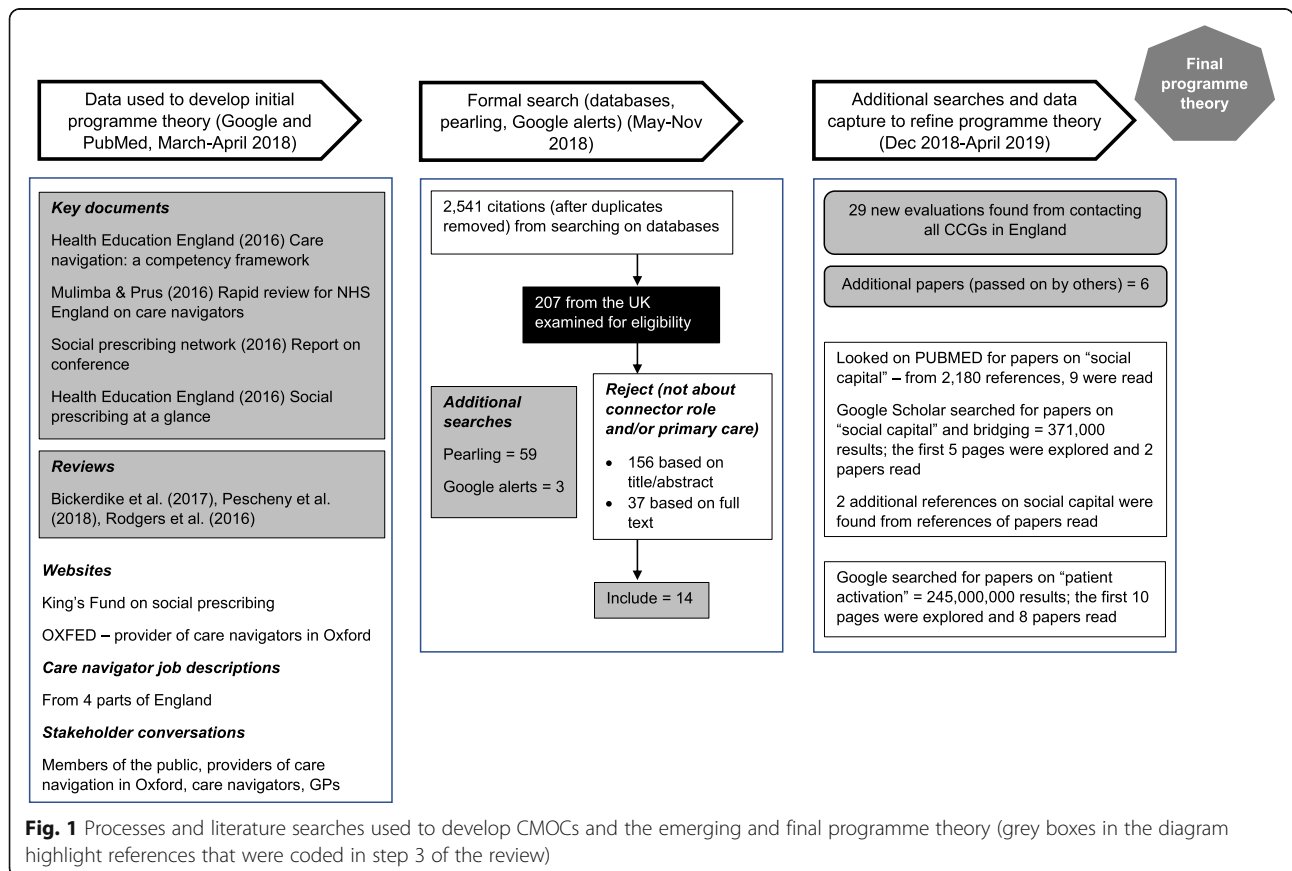 Data used to develop initial
programme theory (Google and
PubMed, March-April 2018)
Key documents
Health Education England (2016) Care
navigation: a competency framework
Mulimba & Prus (2016) Rapid review for NHS
England on care navigators
Social prescribing network (2016) Report on
conference
Health Education England (2016) Social
prescribing at a glance
Reviews
Bickerdike et al. (2017), Pescheny et al.
(2018), Rodgers et al. (2016)
Websites
King's Fund on social prescribing
OXFED – provider of care navigators in Oxford
Care navigator job descriptions
From 4 parts of England
Stakeholder conversations
Members of the public, providers of care
navigation in Oxford, care navigators, GPs
Formal search (databases,
pearling, Google alerts) (May-Nov
2018)
2,541 citations (after duplicates
removed) from searching on databases
207 from the UK
examined for eligibility
Additional
searches
Pearling = 59
Google alerts = 3
Reject (not about
connector role
and/or primary care)
• 156 based on
title/abstract
• 37 based on full
text
Include = 14
Additional searches and data
capture to refine programme theory
(Dec 2018-April 2019)
29 new evaluations found from contacting
all CCGs in England
Additional papers (passed on by others) = 6
Looked on PUBMED for papers on "social
capital" – from 2,180 references, 9 were read
Google Scholar searched for papers on
"social capital" and bridging = 371,000
results; the first 5 pages were explored and 2
papers read
2 additional references on social capital were
found from references of papers read
Google searched for papers on "patient
activation" = 245,000,000 results; the first 10
pages were explored and 8 papers read
Final
programme
theory
Fig. 1 Processes and literature searches used to develop CMOCs and the emerging and final programme theory (grey boxes in the diagram
highlight references that were coded in step 3 of the review)